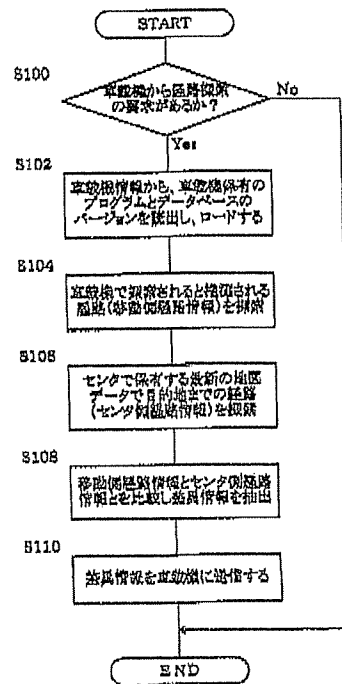 START
S100
車載機から経路探索
の要求があるか？
No
Yes
S102
車載機情報から、車載機保有の
プログラムとデータベースの
バージョンを読出し、ロードする
S104
車載機で探索されると推測される
経路(移動側経路情報)を探索
S106
センタで保有する最新の地図
データで目的地までの経路
(センタ側経路情報)を探索
S108
移動側経路情報とセンタ側経路
情報とを比較し差異情報を抽出
S110
差異情報を車載機に送信する
END